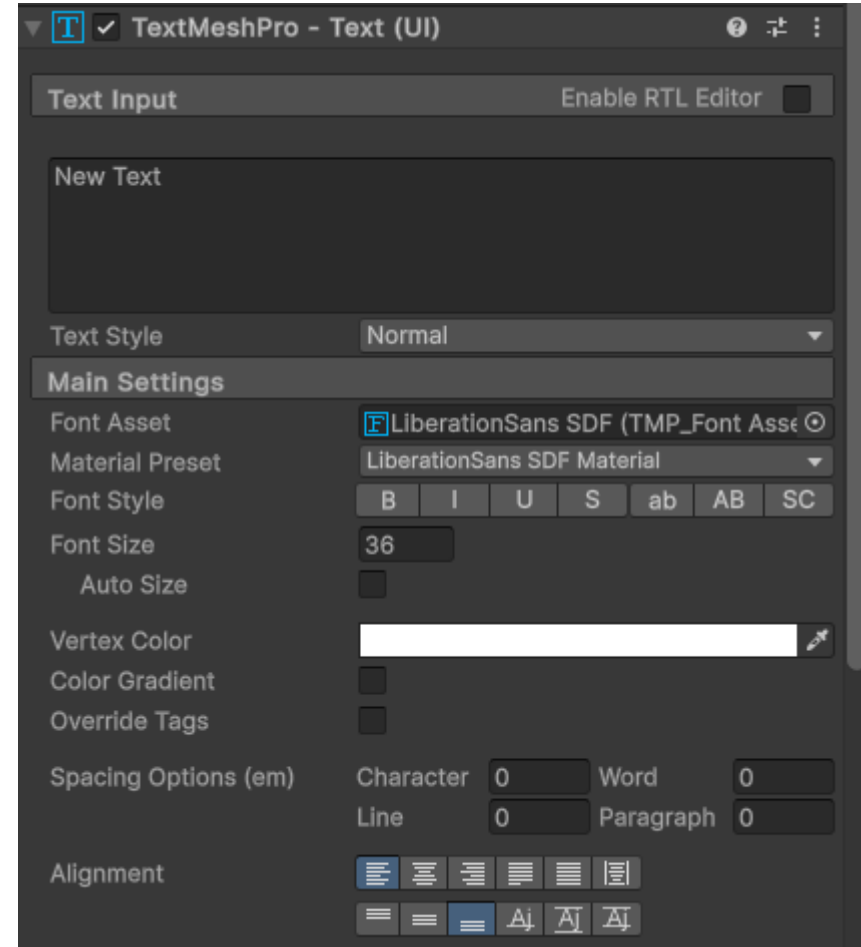 TextMeshPro - Text (UI)
Text Input Enable RTL Editor
New Text
Text Style Normal
Main Settings
Font Asset LiberationSans SDF (TMP_Font Asse
Material Preset LiberationSans SDF Material
Font Style B I U S ab AB SC
Font Size 36
Auto Size
Vertex Color
Color Gradient
Override Tags
Spacing Options (em) Character 0 Word 0
Line 0 Paragraph 0
Alignment